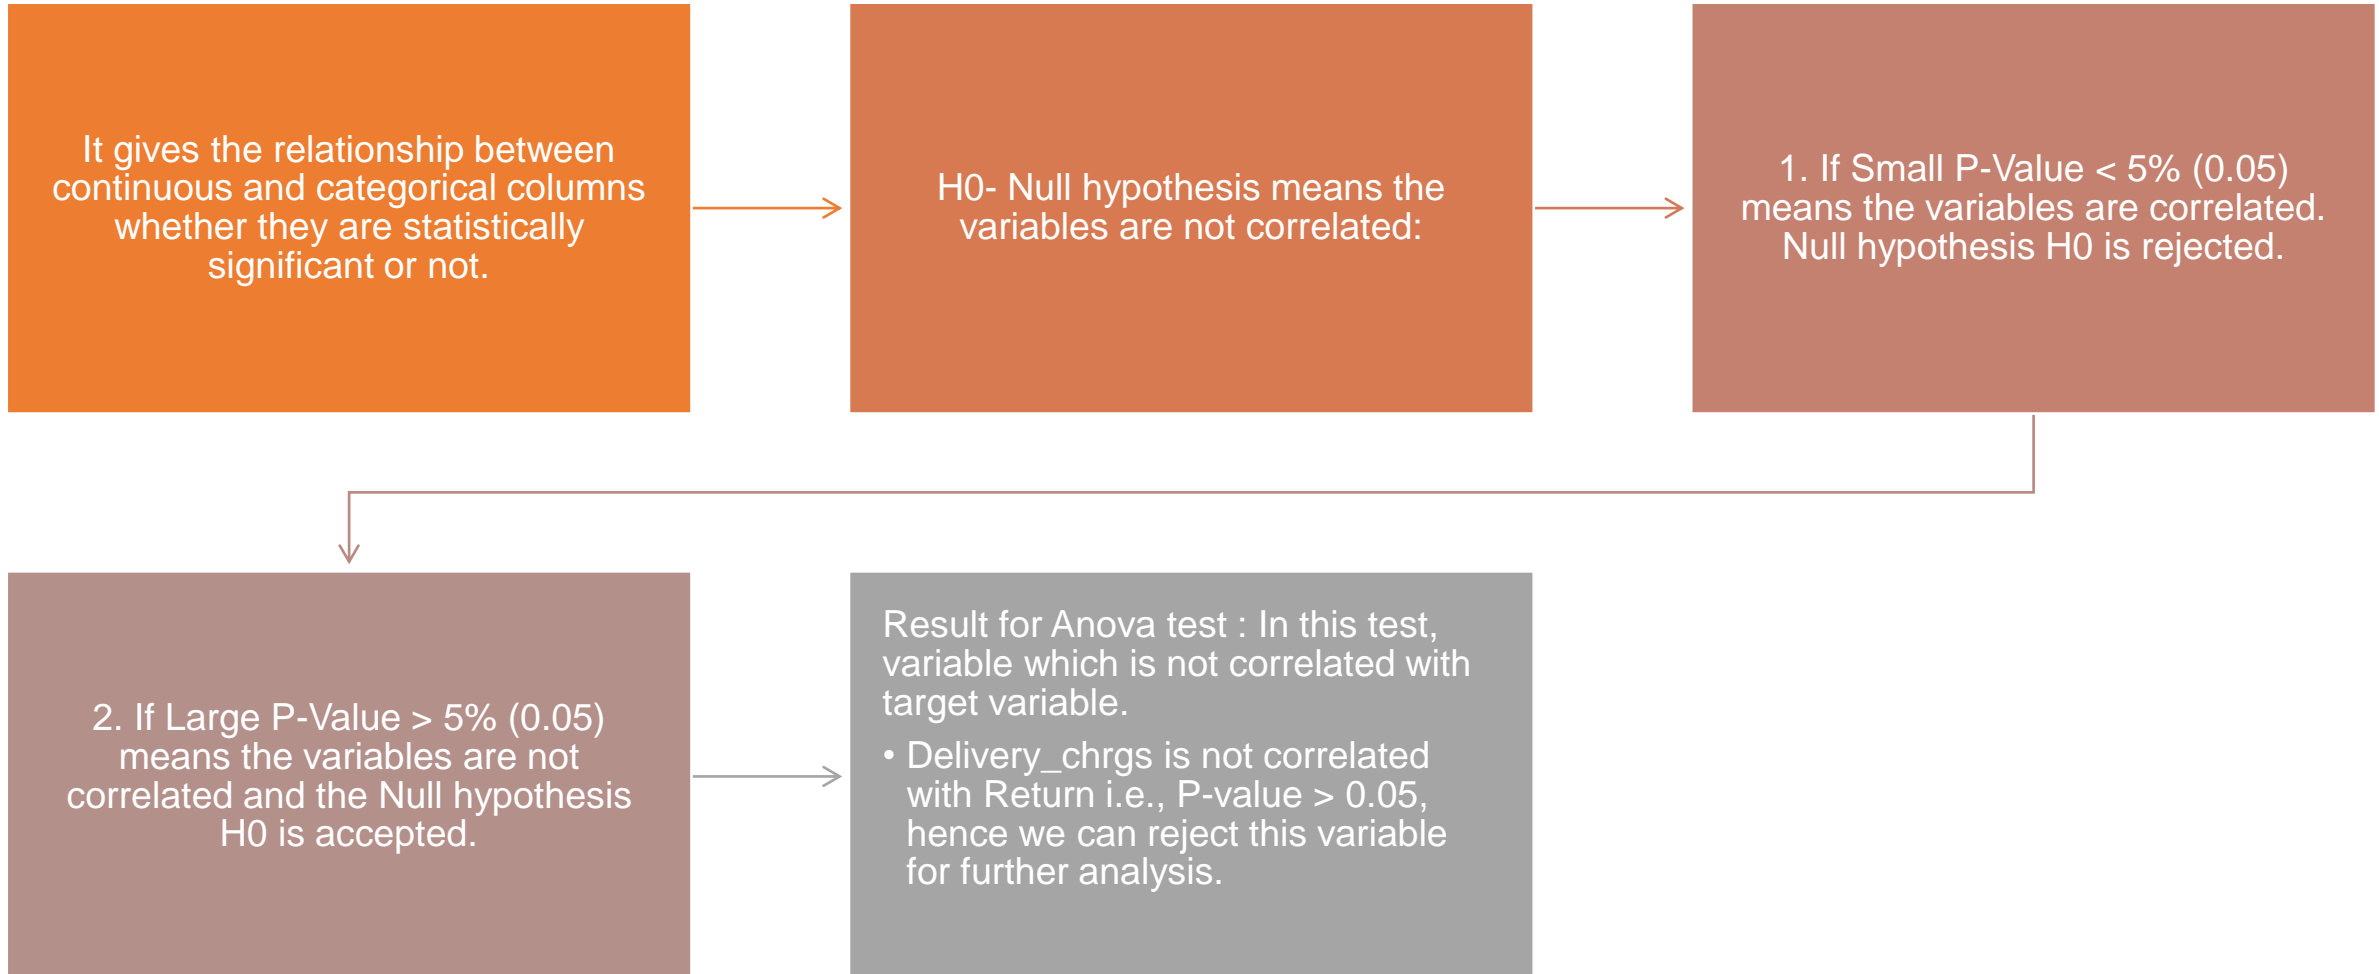 It gives the relationship between
continuous and categorical columns
whether they are statistically
significant or not.
H0- Null hypothesis means the
variables are not correlated:
1. If Small P-Value < 5% (0.05)
means the variables are correlated.
Null hypothesis H0 is rejected.
2. If Large P-Value > 5% (0.05)
means the variables are not
correlated and the Null hypothesis
H0 is accepted.
Result for Anova test : In this test,
variable which is not correlated with
target variable.
• Delivery_chrgs is not correlated
with Return i.e., P-value > 0.05,
hence we can reject this variable
for further analysis.